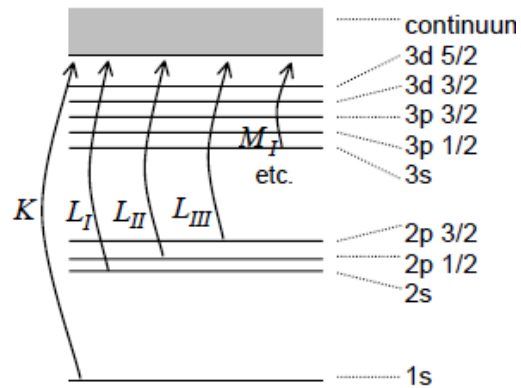 continuum
3d 5/2
3d 3/2
3p 3/2
3p 1/2
3s
M_I
etc.
K
L_I
L_II
L_III
2p 3/2
2p 1/2
2s
1s